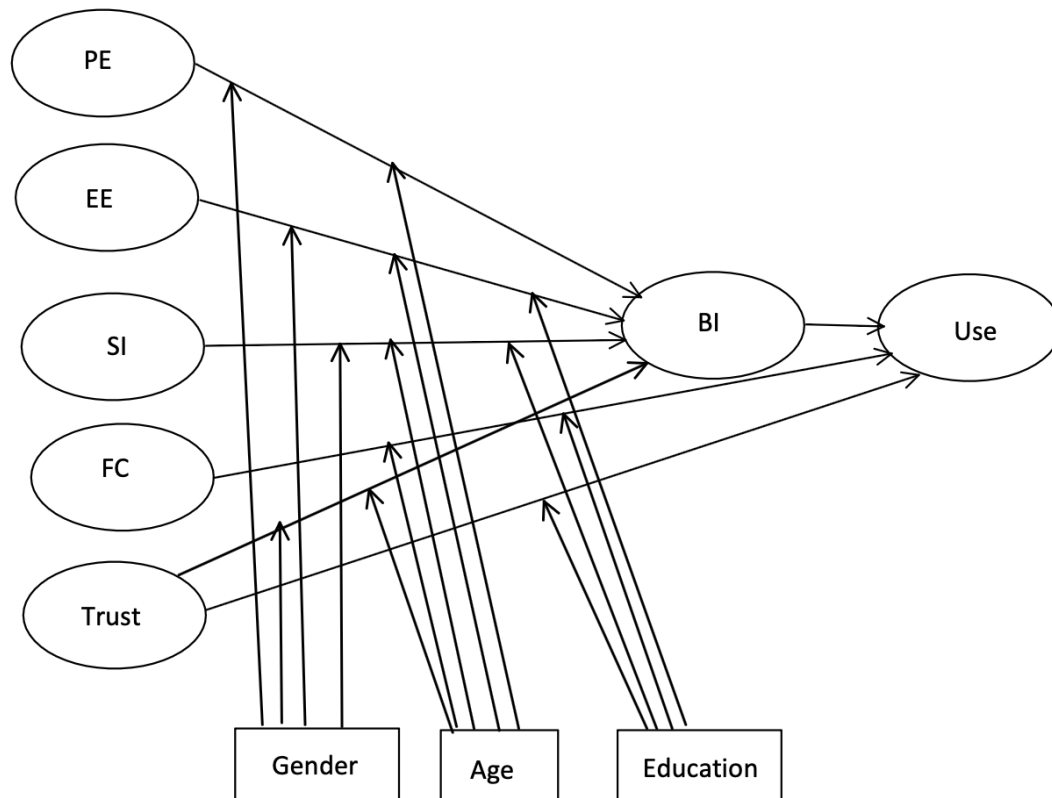 PE
EE
SI
FC
Trust
BI
Use
Gender
Age
Education